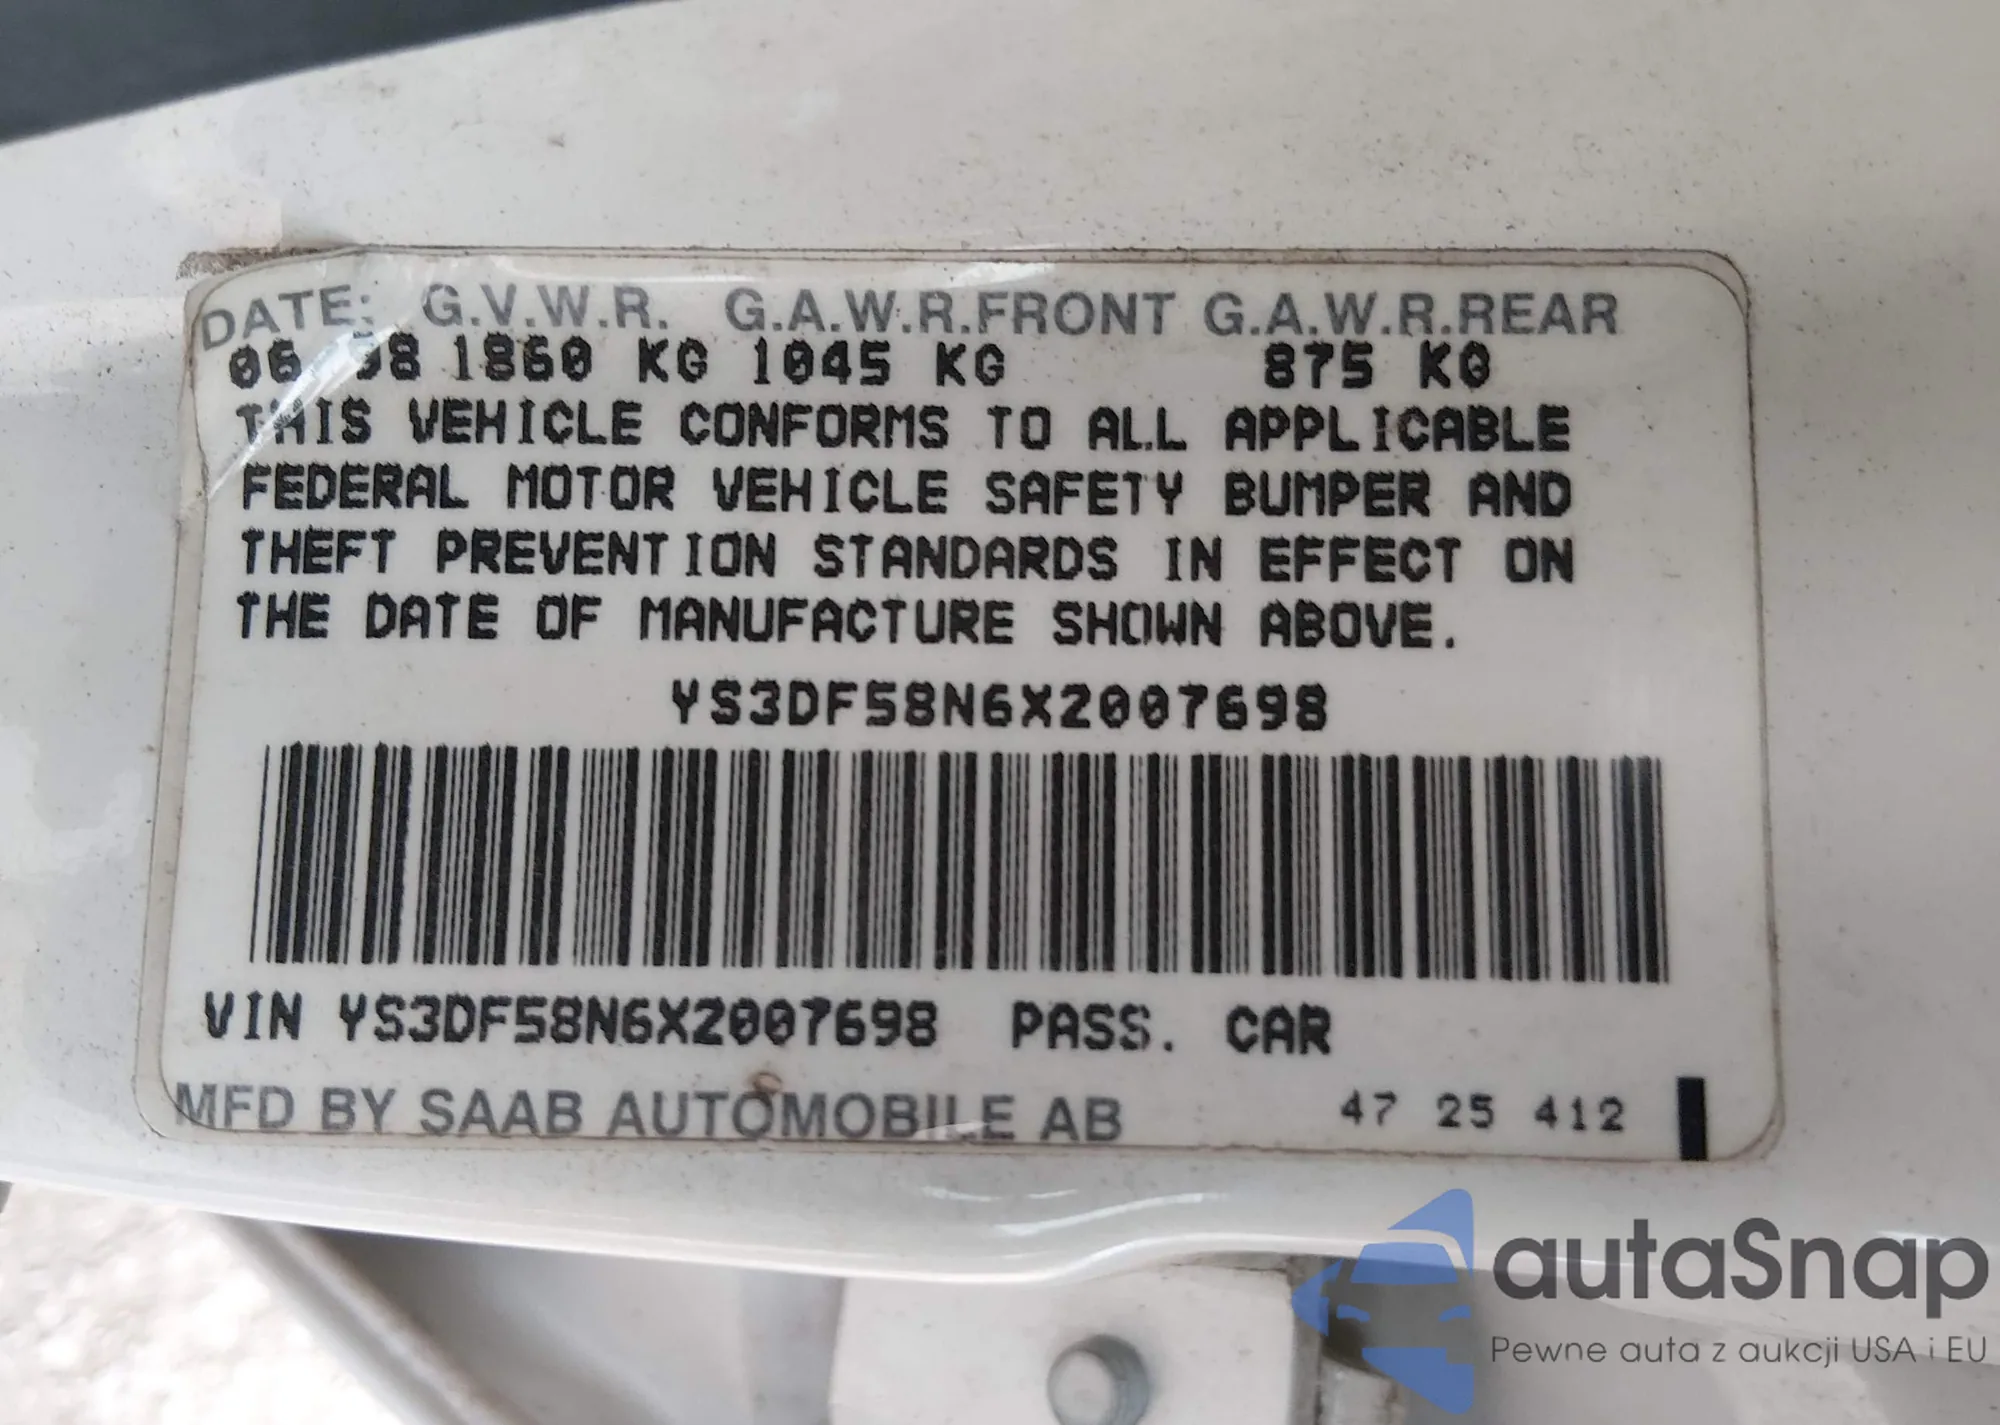 DATE: G.V.W.R. G.A.W.R.FRONT G.A.W.R.REAR
06 98 1860 KG 1045 KG 875 KG
THIS VEHICLE CONFORMS TO ALL APPLICABLE
FEDERAL MOTOR VEHICLE SAFETY BUMPER AND
THEFT PREVENTION STANDARDS IN EFFECT ON
THE DATE OF MANUFACTURE SHOWN ABOVE.
YS3DF58N6X2007698
VIN YS3DF58N6X2007698 PASS. CAR
MFD BY SAAB AUTOMOBILE AB 47 25 412
autaSnap
Pewne auta z aukcji USA i EU